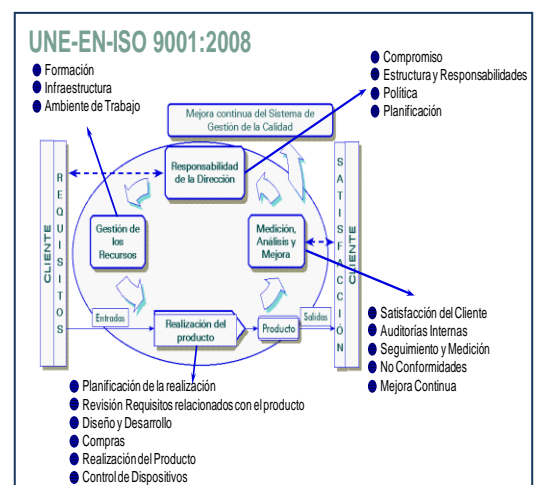 UNE-EN-ISO 9001:2008
Formación
Infraestructura
Ambiente de Trabajo
Compromiso
Estructura y Responsabilidades
Política
Planificación
Mejora continua del Sistema de
Gestión de la Calidad
Responsabilidad
de la Dirección
CLIENTE
REQUISITOS
Gestión de
los
Recursos
Medición,
Análisis y
Mejora
SATISFACCIÓN
CLIENTE
Entradas
Realización del
producto
Producto
Salidas
Satisfacción del Cliente
Auditorías Internas
Seguimiento y Medición
No Conformidades
Mejora Continua
Planificación de la realización
Revisión Requisitos relacionados con el producto
Diseño y Desarrollo
Compras
Realización del Producto
Control de Dispositivos